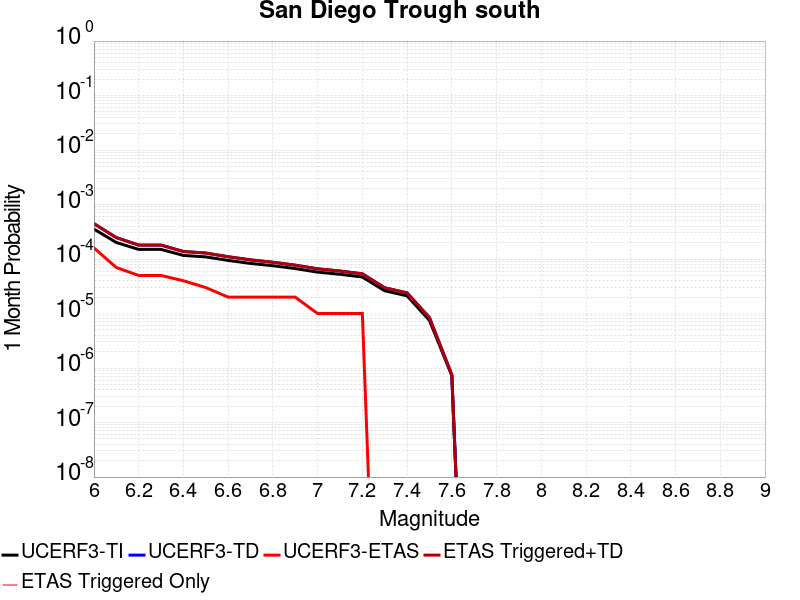 San Diego Trough south
1 Month Probability
10^0
10^-1
10^-2
10^-3
10^-4
10^-5
10^-6
10^-7
10^-8
6 6.2 6.4 6.6 6.8 7 7.2 7.4 7.6 7.8 8 8.2 8.4 8.6 8.8 9
Magnitude
UCERF3-TI UCERF3-TD UCERF3-ETAS ETAS Triggered+TD
ETAS Triggered Only